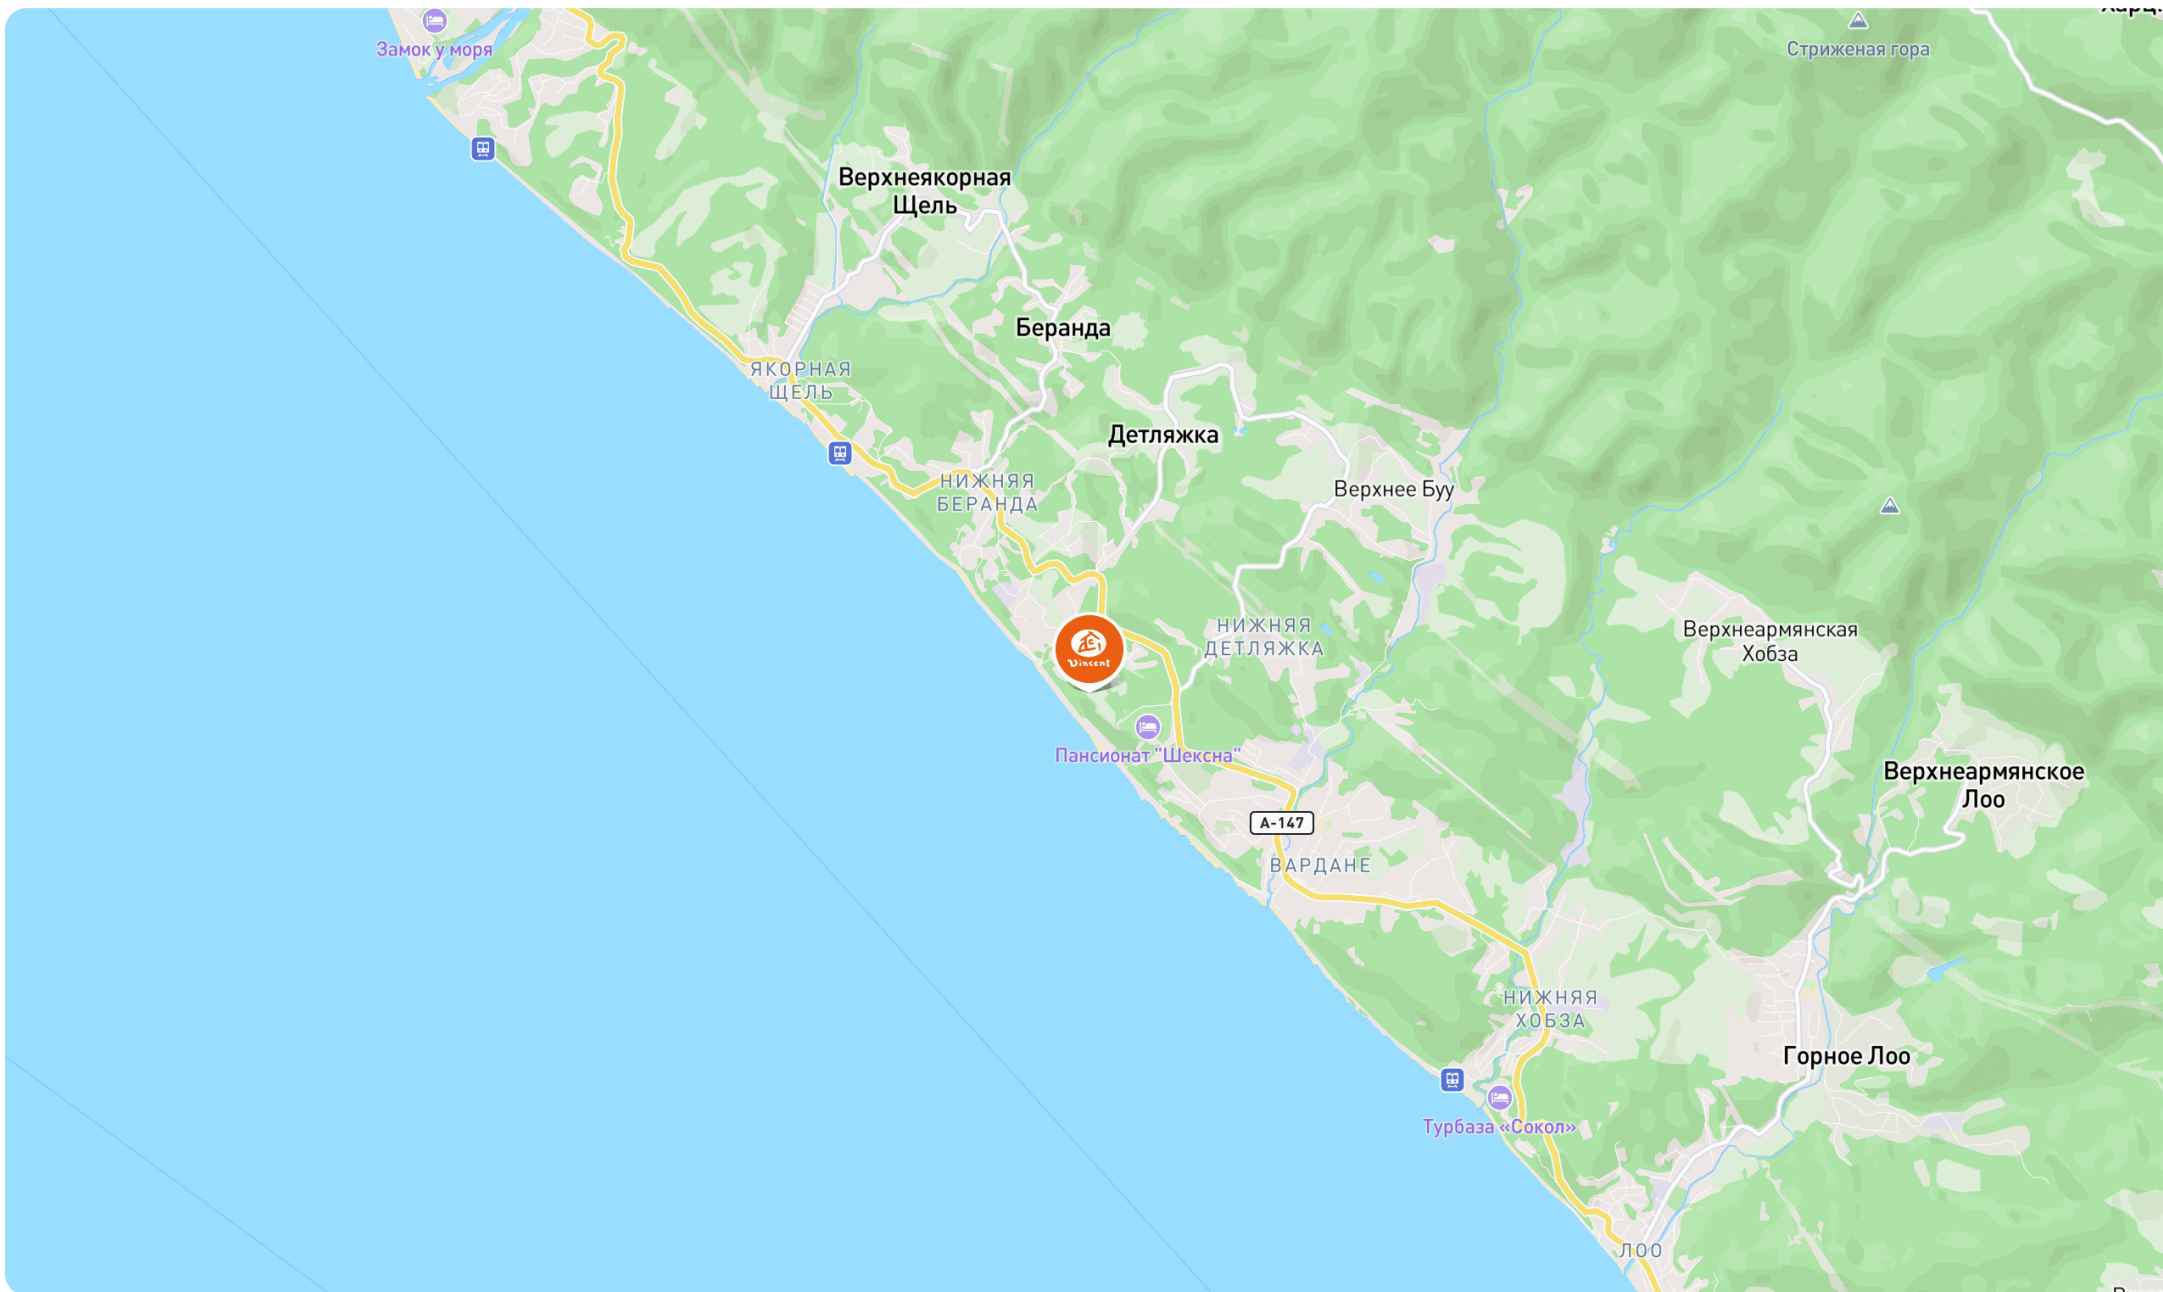 Замок у моря
Стриженая гора
Верхнеякорная
Щель
Беранда
ЯКОРНАЯ
ЩЕЛЬ
Детляжка
НИЖНЯЯ
БЕРАНДА
Верхнее Буу
НИЖНЯЯ
ДЕТЛЯЖКА
Верхнеармянская
Хобза
Vincent
Пансионат "Шексна"
Верхнеармянское
Лоо
А-147
ВАРДАНЕ
НИЖНЯЯ
ХОБЗА
Горное Лоо
Турбаза «Сокол»
ЛОО